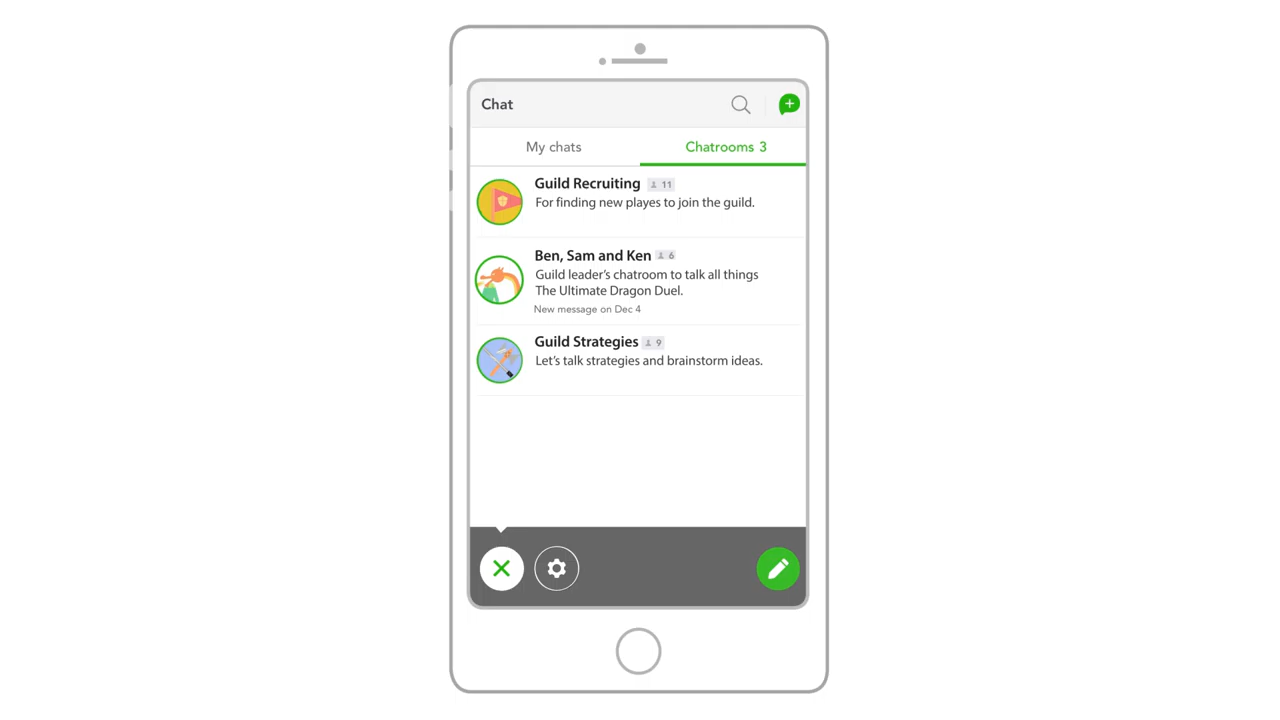 Chat
My chats
Chatrooms 3
Guild Recruiting 11
For finding new playes to join the guild.
Ben, Sam and Ken 6
Guild leader's chatroom to talk all things
The Ultimate Dragon Duel.
New message on Dec 4
Guild Strategies 9
Let's talk strategies and brainstorm ideas.